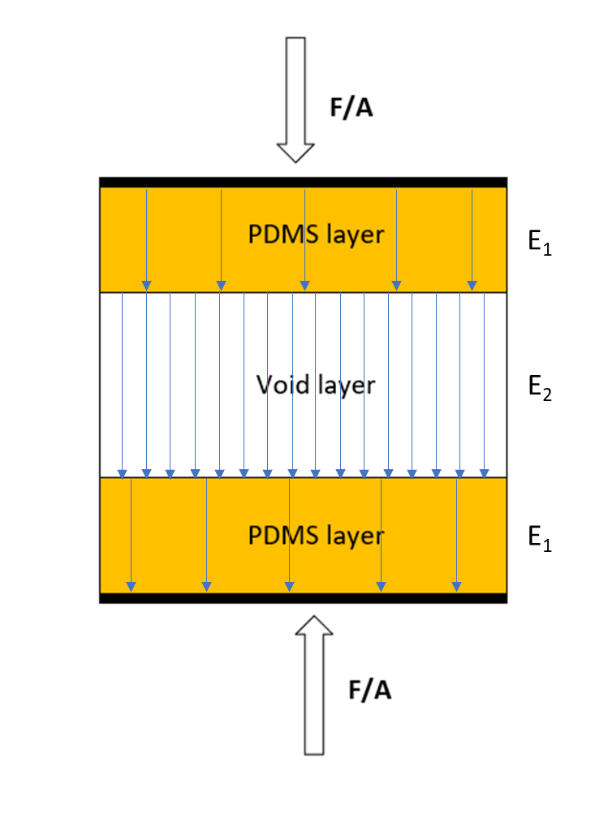 F/A
PDMS layer
E₁
Void layer
E₂
PDMS layer
E₁
F/A